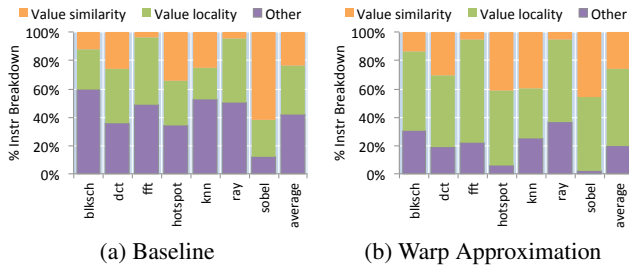 Value similarity Value locality Other
Value similarity Value locality Other
% Instr Breakdown
100%
80%
60%
40%
20%
0%
blksch
dct
fft
hotspot
knn
ray
sobel
average
(a) Baseline
% Instr Breakdown
100%
80%
60%
40%
20%
0%
blksch
dct
fft
hotspot
knn
ray
sobel
average
(b) Warp Approximation